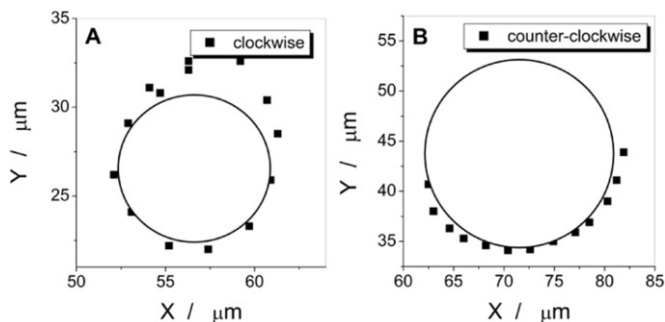 A
clockwise
35
30
25
Y / μm
50
55
60
X / μm
B
counter-clockwise
55
50
45
40
35
Y / μm
60
65
70
75
80
85
X / μm